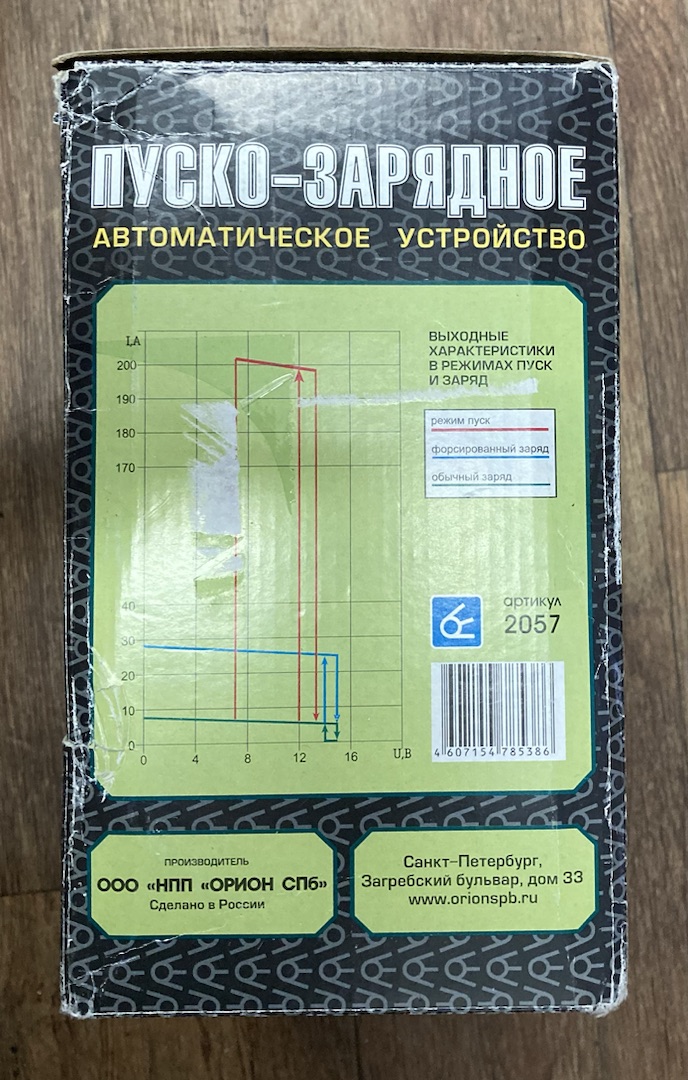 ПУСКО-ЗАРЯДНОЕ
АВТОМАТИЧЕСКОЕ УСТРОЙСТВО
I,A
200
190
180
170
40
30
20
10
0
0 4 8 12 16 U,В
ВЫХОДНЫЕ
ХАРАКТЕРИСТИКИ
В РЕЖИМАХ ПУСК
И ЗАРЯД
режим пуск
форсированный заряд
обычный заряд
артикул
2057
4 607154 785386
ПРОИЗВОДИТЕЛЬ
ООО «НПП «ОРИОН СПб»
Сделано в России
Санкт-Петербург,
Загребский бульвар, дом 33
www.orionspb.ru